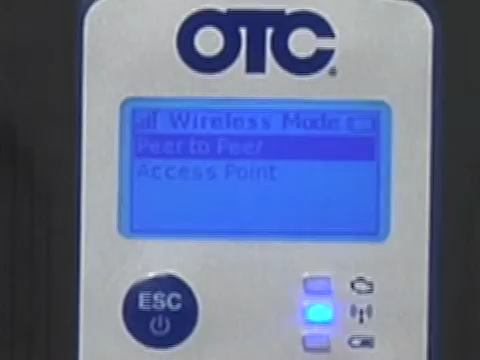 OTC
Wireless Mode
Peer to Peer
Access Point
ESC